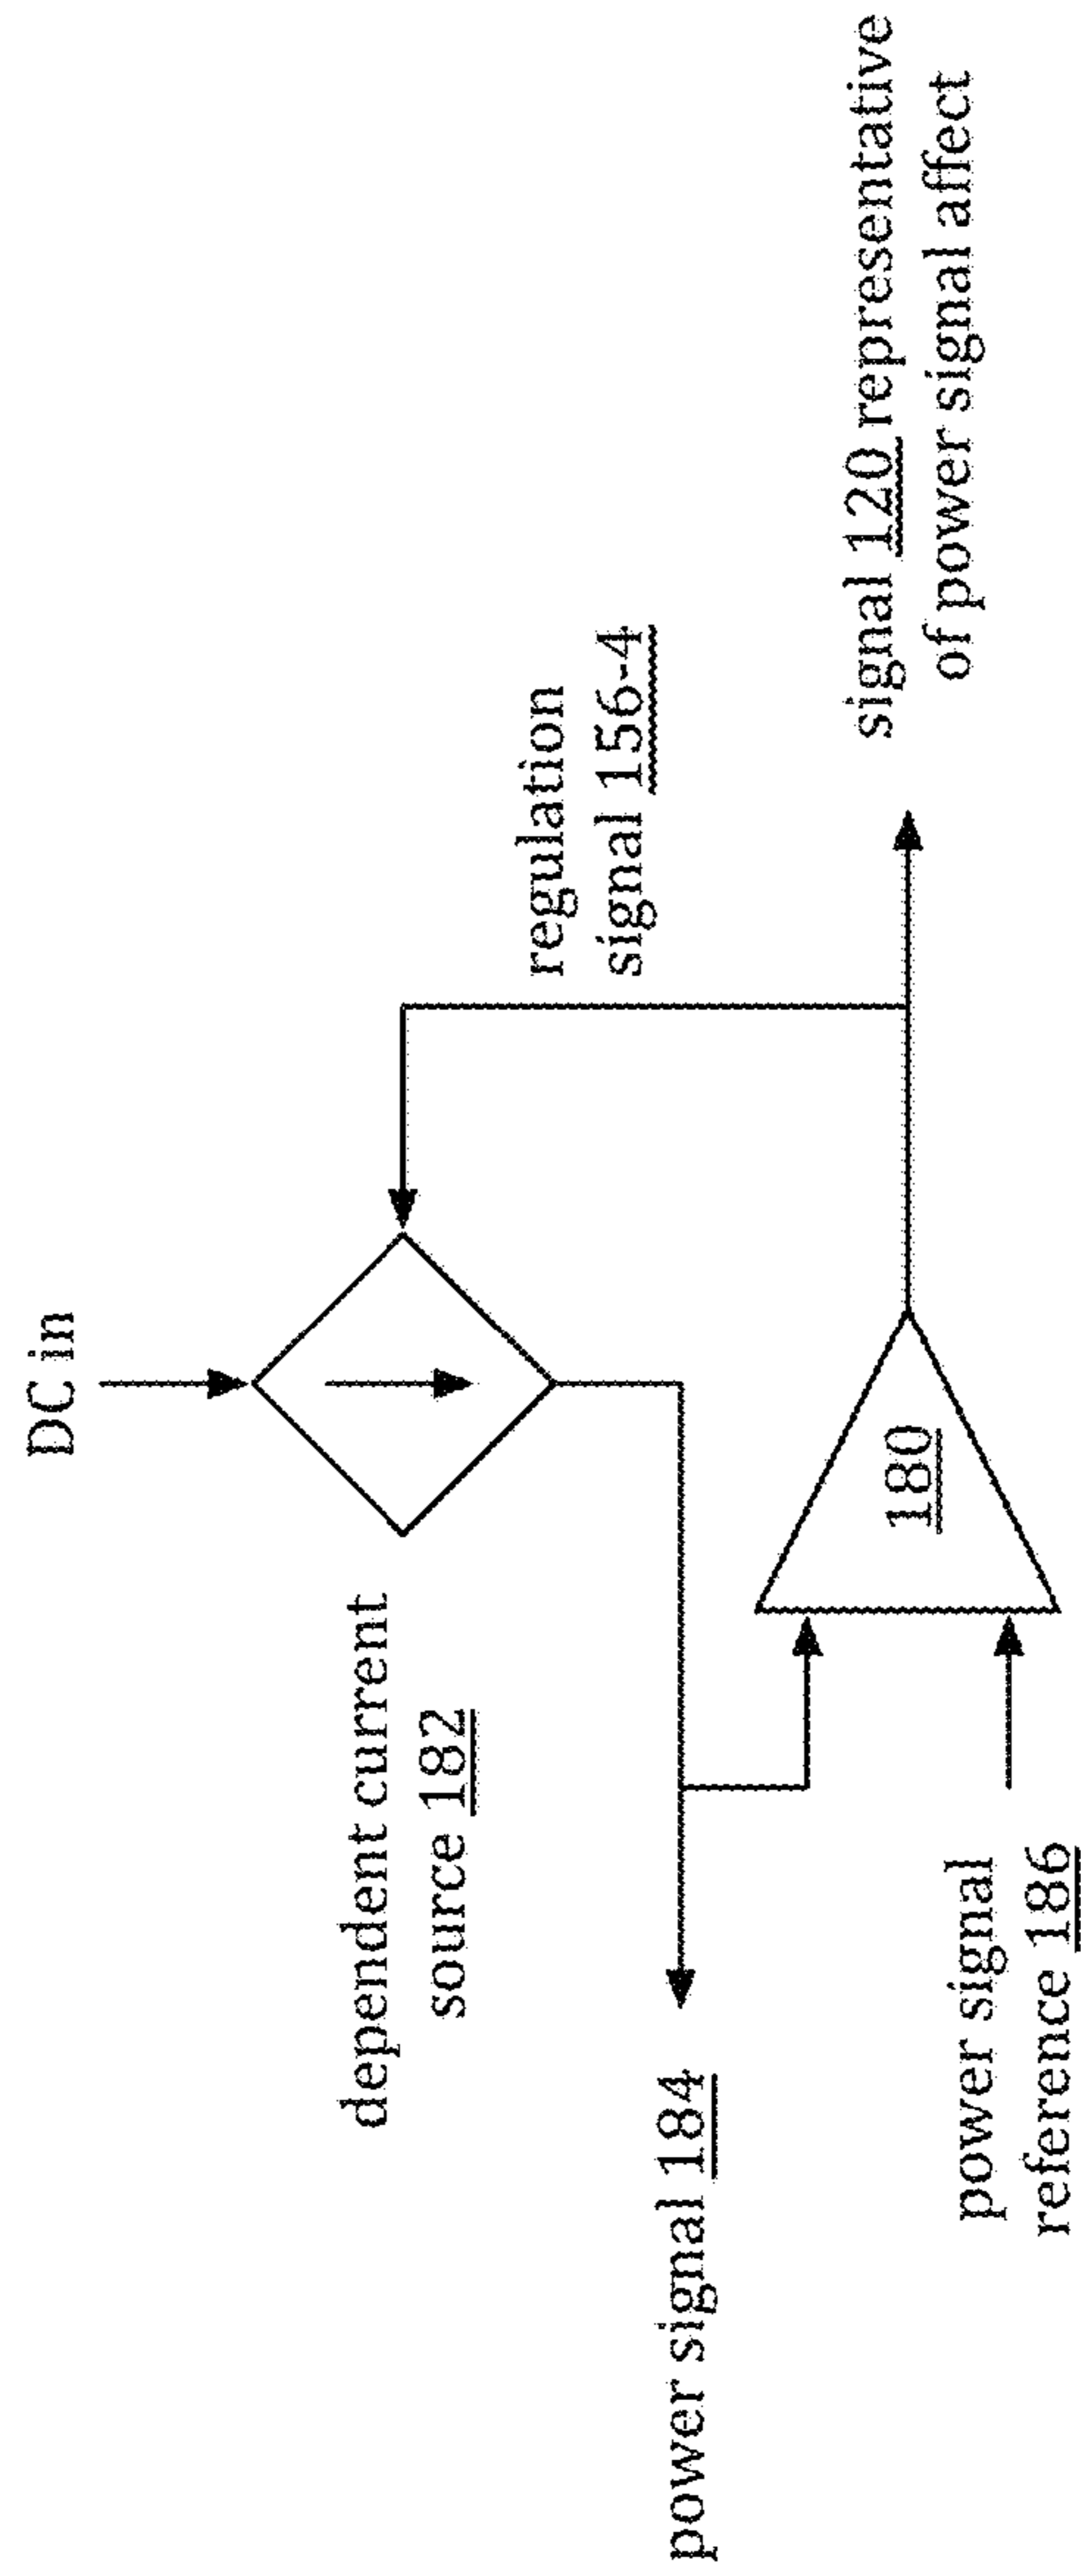 DC in
dependent current
source 182
regulation
signal 156-4
power signal 184
180
power signal
reference 186
signal 120 representative
of power signal affect